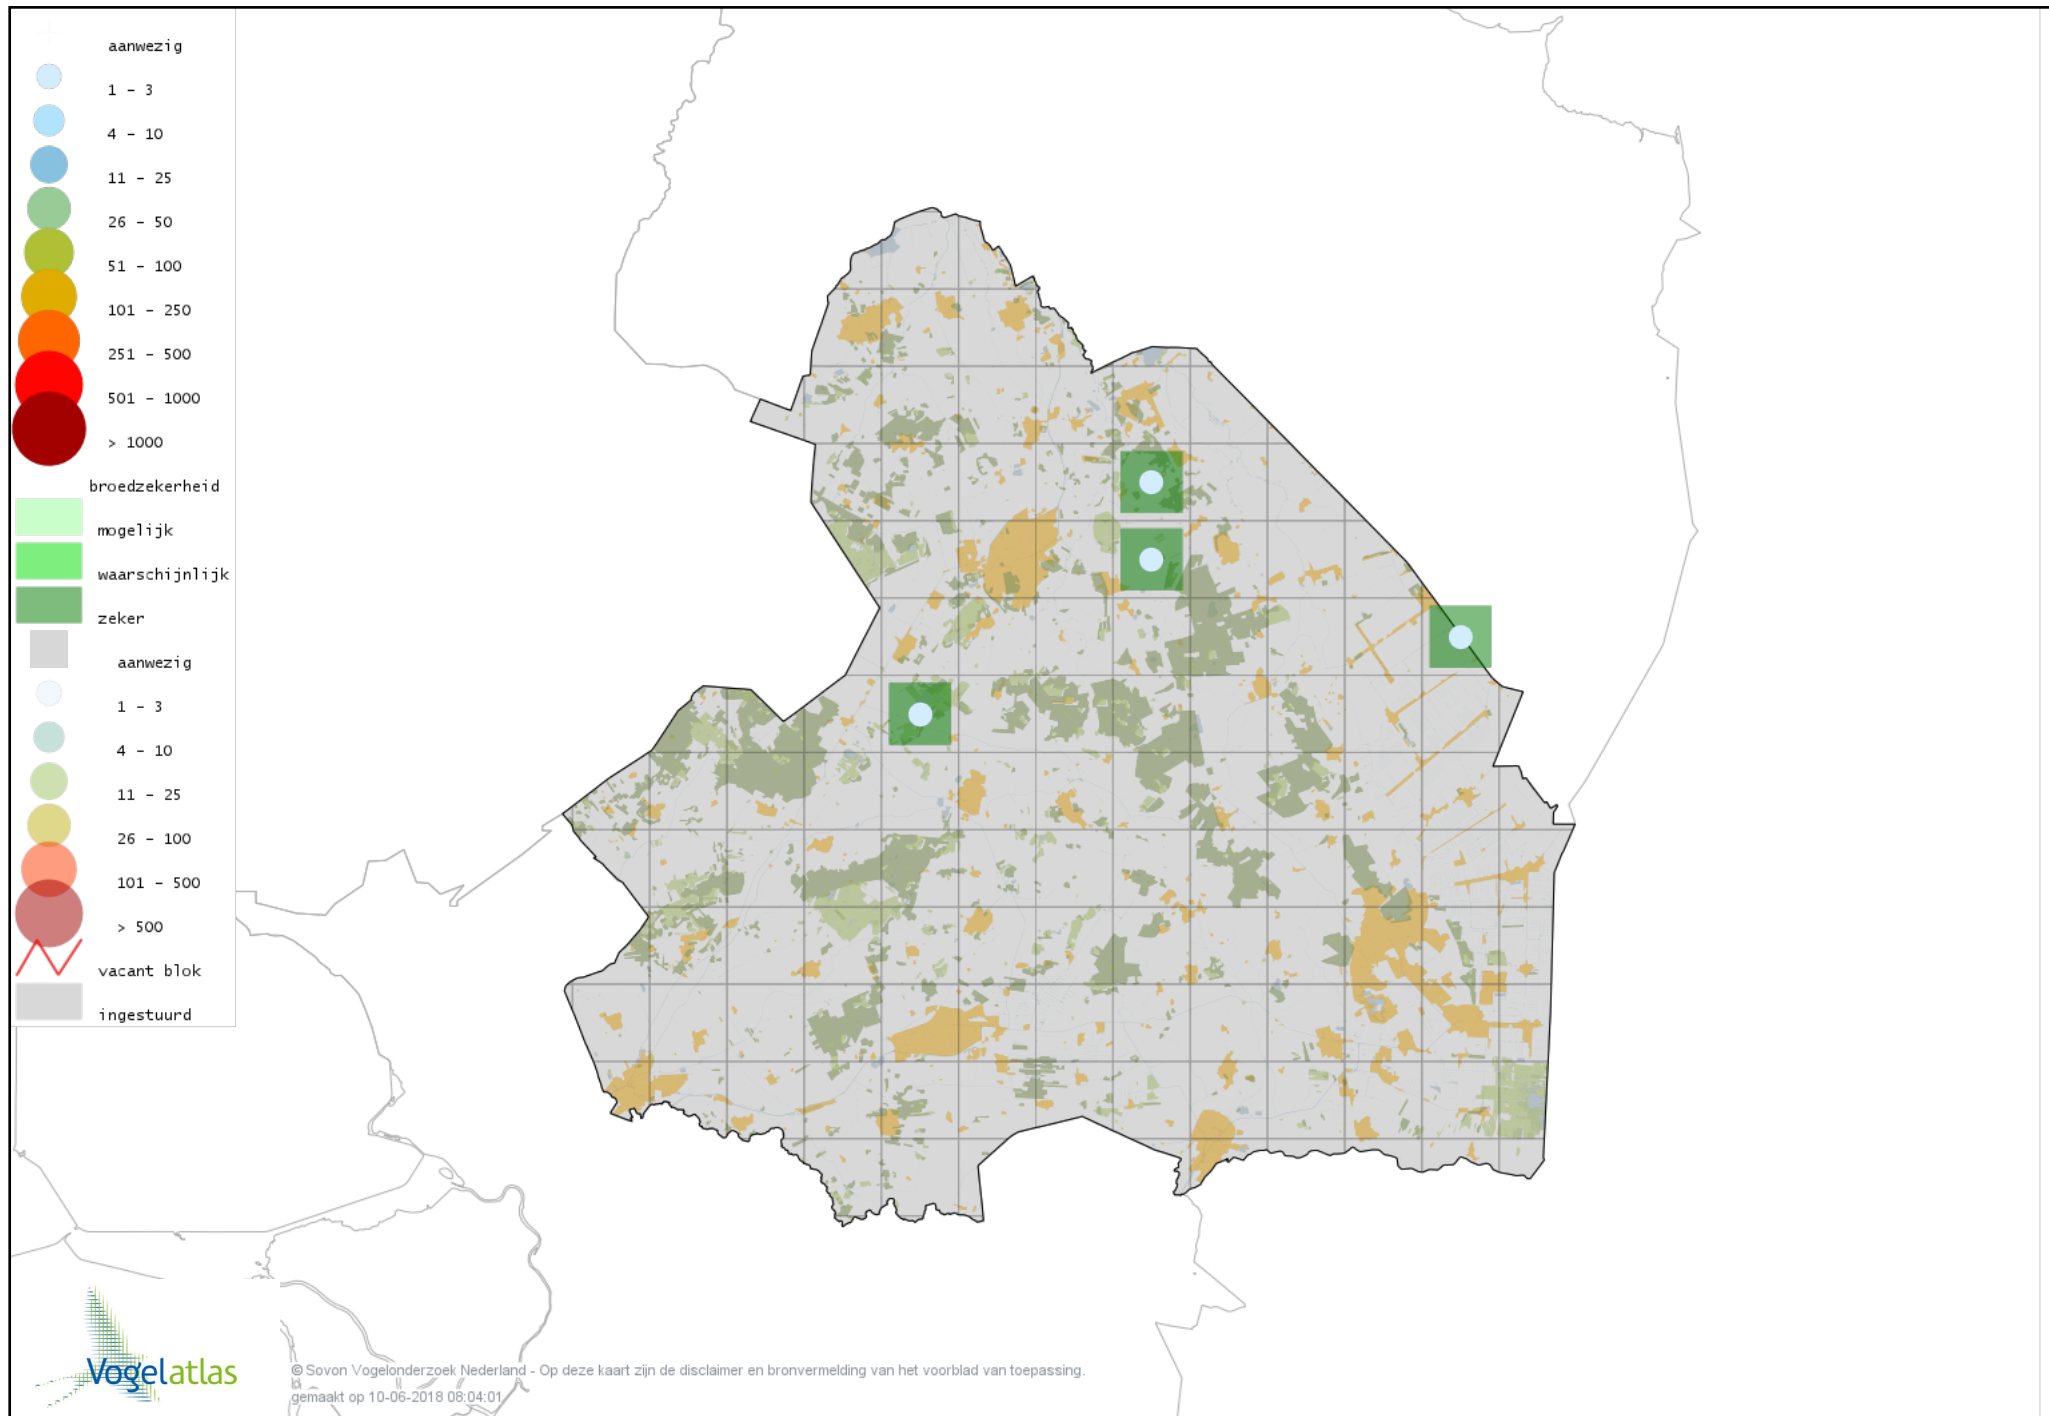 aanwezig
1 - 3
4 - 10
11 - 25
26 - 50
51 - 100
101 - 250
251 - 500
501 - 1000
> 1000
broedzekerheid
mogelijk
waarschijnlijk
zeker
aanwezig
1 - 3
4 - 10
11 - 25
26 - 100
101 - 500
> 500
vacant blok
ingestuurd
Vogelatlas
© Sovon Vogelonderzoek Nederland - Op deze kaart zijn de disclaimer en bronvermelding van het voorblad van toepassing.
gemaakt op 10-06-2018 08:04:01